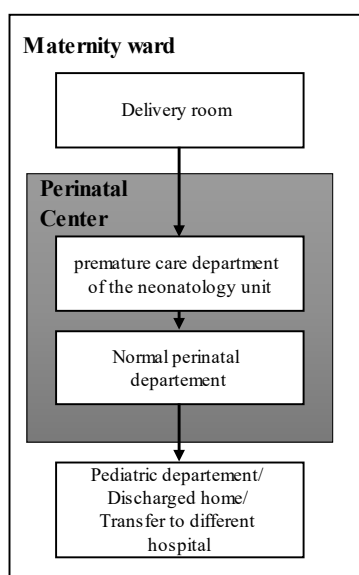 Maternity ward
Delivery room
Perinatal
Center
premature care department
of the neonatology unit
Normal perinatal
departement
Pediatric departement/
Discharged home/
Transfer to different
hospital